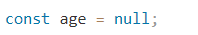 const age = null;